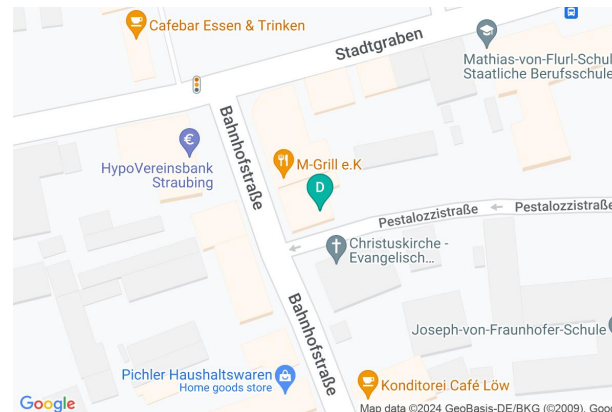 Cafebar Essen & Trinken
Stadtgraben
Mathias-von-Flurl-Schul
Staatliche Berufsschule
Bahnhofstraße
€
HypoVereinsbank
Straubing
M-Grill e.K
D
Pestalozzistraße
Pestalozzistraße
Christuskirche -
Evangelisch...
Bahnhofstraße
Joseph-von-Fraunhofer-Schule
Pichler Haushaltswaren
Home goods store
Konditorei Café Löw
Google
Map data ©2024 GeoBasis-DE/BKG (©2009), Goog